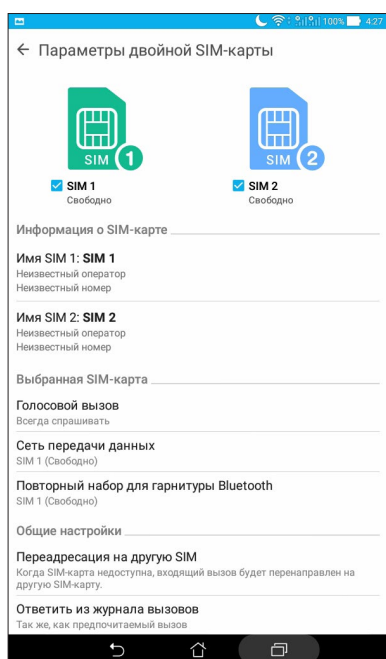 100% 4:27
Параметры двойной SIM-карты
SIM 1
SIM 2
SIM 1
Свободно
SIM 2
Свободно
Информация о SIM-карте
Имя SIM 1: SIM 1
Неизвестный оператор
Неизвестный номер
Имя SIM 2: SIM 2
Неизвестный оператор
Неизвестный номер
Выбранная SIM-карта
Голосовой вызов
Всегда спрашивать
Сеть передачи данных
SIM 1 (Свободно)
Повторный набор для гарнитуры Bluetooth
SIM 1 (Свободно)
Общие настройки
Переадресация на другую SIM
Когда SIM-карта недоступна, входящий вызов будет перенаправлен на
другую SIM-карту.
Ответить из журнала вызовов
Так же, как предпочитаемый вызов